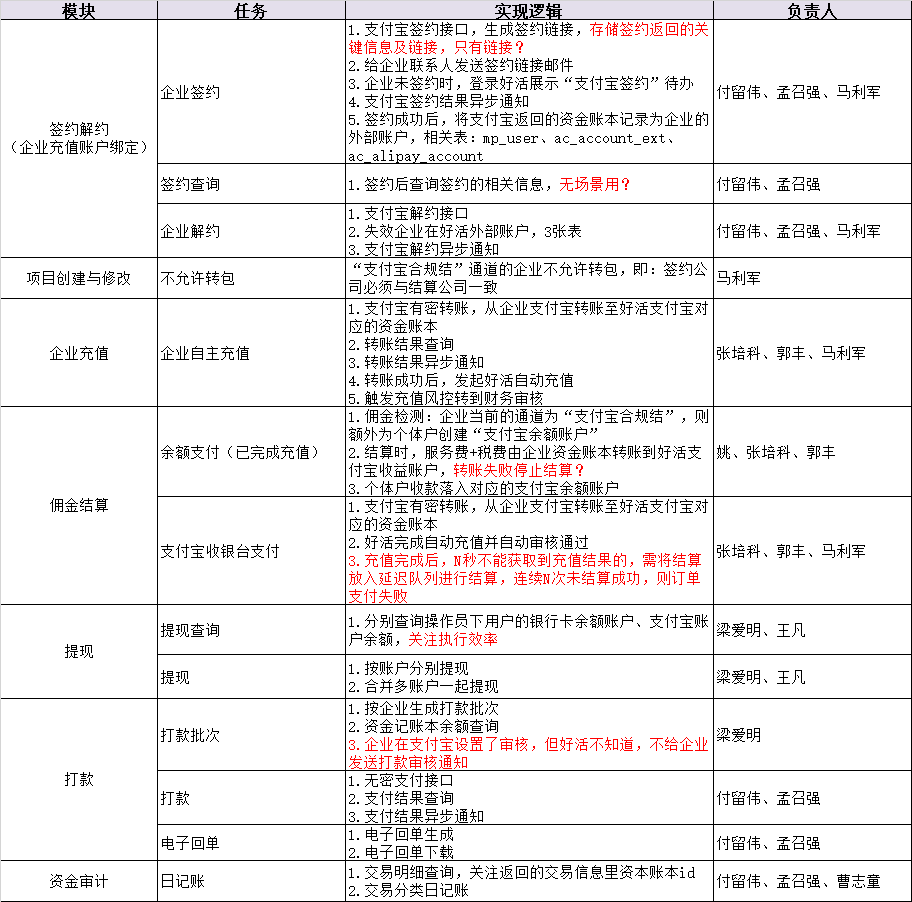 模块 任务 实现逻辑 负责人
签约解约
（企业充值账户绑定）
企业签约
1.支付宝签约接口，生成签约链接，存储签约返回的关
键信息及链接，只有链接？
2.给企业联系人发送签约链接邮件
3.企业未签约时，登录好活展示“支付宝签约”待办
4.支付宝签约结果异步通知
5.签约成功后，将支付宝返回的资金账本记录为企业的
外部账户，相关表：mp_user、ac_account_ext、
ac_alipay_account
付留伟、孟召强、马利军
签约查询
1.签约后查询签约的相关信息，无场景用？
付留伟、孟召强
企业解约
1.支付宝解约接口
2.失效企业在好活外部账户，3张表
3.支付宝解约异步通知
付留伟、孟召强、马利军
项目创建与修改
不允许转包
“支付宝合规结”通道的企业不允许转包，即：签约公
司必须与结算公司一致
马利军
企业充值
企业自主充值
1.支付宝有密转账，从企业支付宝转账至好活支付宝对
应的资金账本
2.转账结果查询
3.转账结果异步通知
4.转账成功后，发起好活自动充值
5.触发充值风控转到财务审核
张培科、郭丰、马利军
佣金结算
余额支付（已完成充值）
1.佣金检测：企业当前的通道为“支付宝合规结”，则
额外为个体户创建“支付宝余额账户”
2.结算时，服务费+税费由企业资金账本转账到好活支
付宝收益账户，转账失败停止结算？
3.个体户收款落入对应的支付宝余额账户
姚、张培科、郭丰
支付宝收银台支付
1.支付宝有密转账，从企业支付宝转账至好活支付宝对
应的资金账本
2.好活完成自动充值并自动审核通过
3.充值完成后，N秒不能获取到充值结果的，需将结算
放入延迟队列进行结算，连续N次未结算成功，则订单
支付失败
张培科、郭丰、马利军
提现
提现查询
1.分别查询操作员下用户的银行卡余额账户、支付宝账
户余额，关注执行效率
梁爱明、王凡
提现
1.按账户分别提现
2.合并多账户一起提现
梁爱明、王凡
打款
打款批次
1.按企业生成打款批次
2.资金记账本余额查询
3.企业在支付宝设置了审核，但好活不知道，不给企业
发送打款审核通知
梁爱明
打款
1.无密支付接口
2.支付结果查询
3.支付结果异步通知
付留伟、孟召强
电子回单
1.电子回单生成
2.电子回单下载
付留伟、孟召强
资金审计
日记账
1.交易明细查询，关注返回的交易信息里资本账本id
2.交易分类日记账
付留伟、孟召强、曹志童